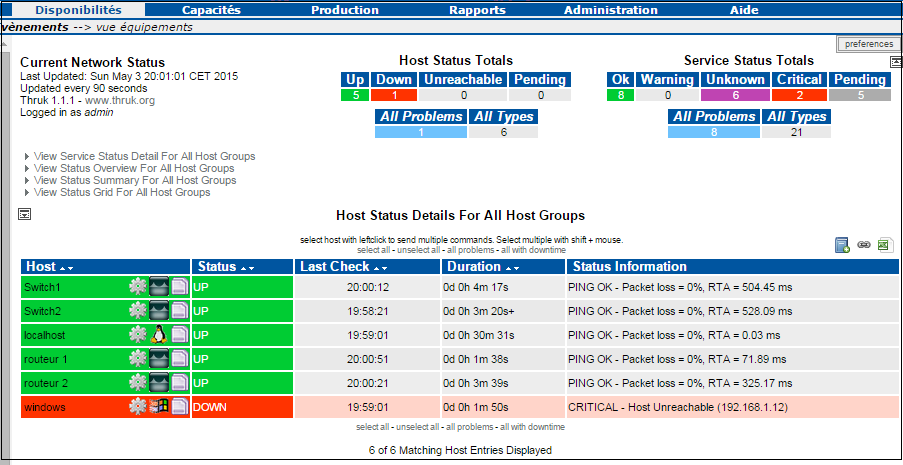 Disponibilités Capacités Production Rapports Administration Aide
vènements --> vue équipements
preferences
Current Network Status
Last Updated: Sun May 3 20:01:01 CET 2015
Updated every 90 seconds
Thruk 1.1.1 - www.thruk.org
Logged in as admin
Host Status Totals
Up Down Unreachable Pending
5 1 0 0
All Problems All Types
1 6
Service Status Totals
Ok Warning Unknown Critical Pending
8 0 6 2 5
All Problems All Types
8 21
View Service Status Detail For All Host Groups
View Status Overview For All Host Groups
View Status Summary For All Host Groups
View Status Grid For All Host Groups
Host Status Details For All Host Groups
select host with leftclick to send multiple commands. Select multiple with shift + mouse.
select all - unselect all - all problems - all with downtime
Host Status Last Check Duration Status Information
Switch1 UP 20:00:12 0d 0h 4m 17s PING OK - Packet loss = 0%, RTA = 504.45 ms
Switch2 UP 19:58:21 0d 0h 3m 20s+ PING OK - Packet loss = 0%, RTA = 528.09 ms
localhost UP 19:59:01 0d 0h 30m 31s PING OK - Packet loss = 0%, RTA = 0.03 ms
routeur 1 UP 20:00:51 0d 0h 1m 38s PING OK - Packet loss = 0%, RTA = 71.89 ms
routeur 2 UP 20:00:21 0d 0h 3m 39s PING OK - Packet loss = 0%, RTA = 325.17 ms
windows DOWN 19:59:01 0d 0h 1m 50s CRITICAL - Host Unreachable (192.168.1.12)
select all - unselect all - all problems - all with downtime
6 of 6 Matching Host Entries Displayed